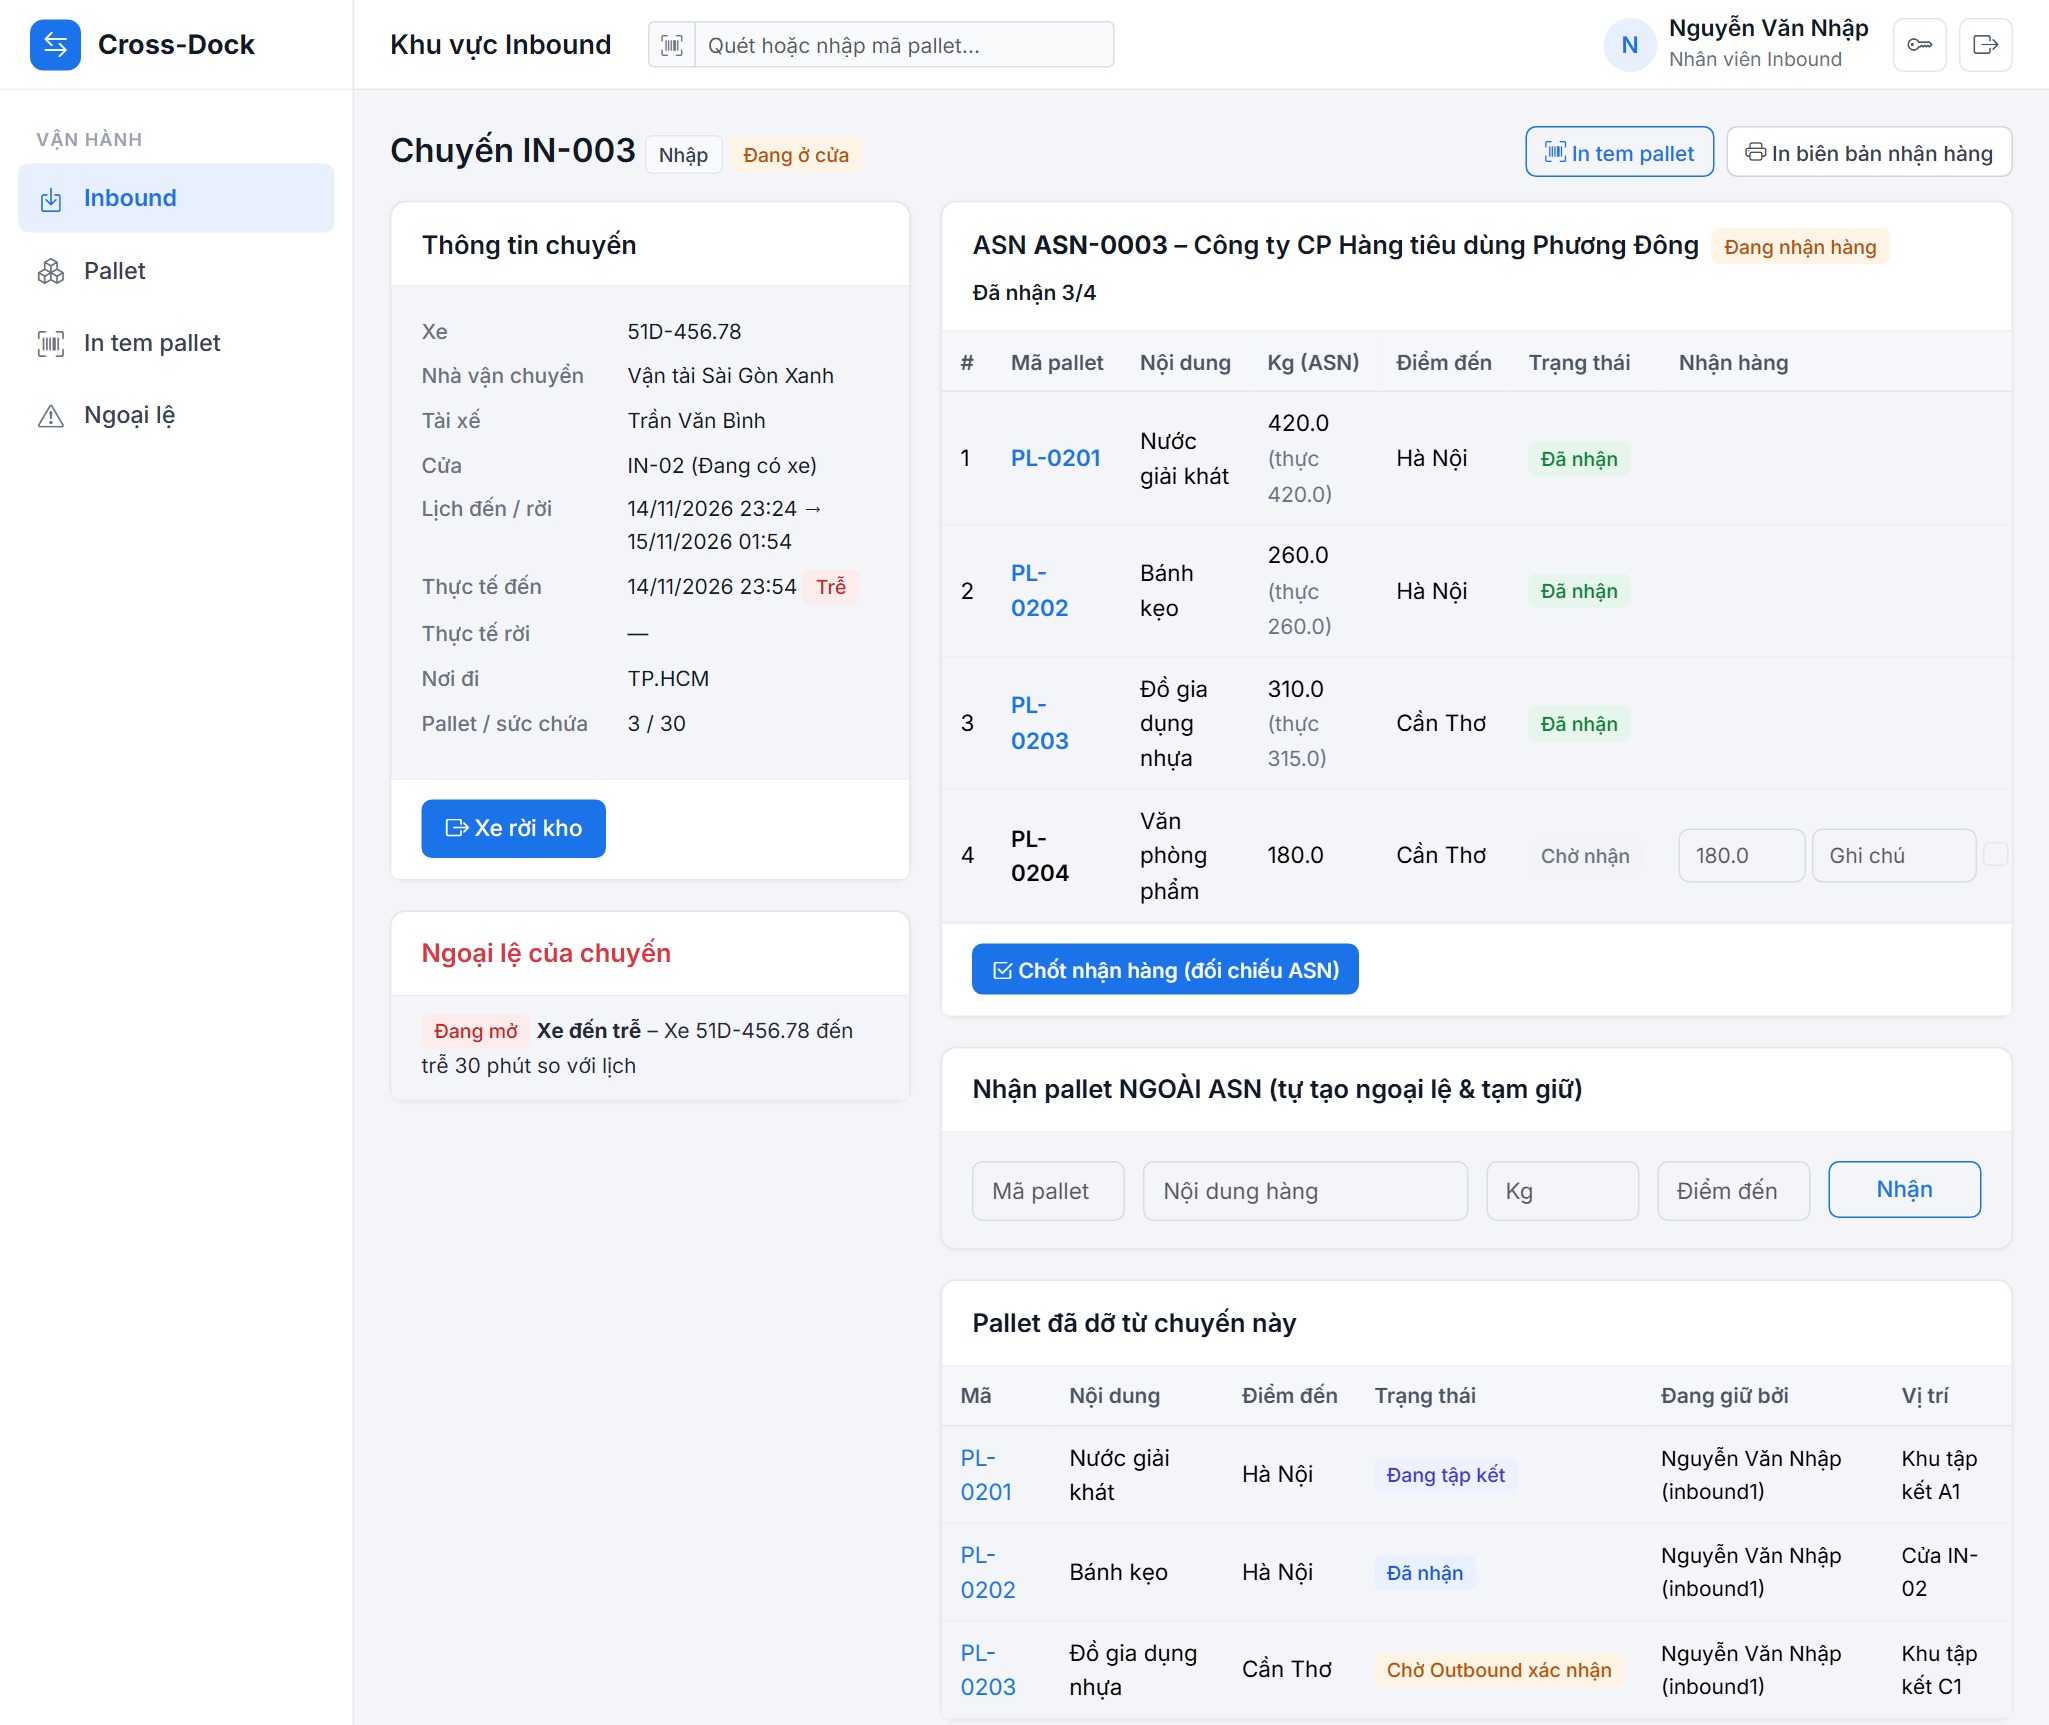 Cross-Dock
Khu vực Inbound
Quét hoặc nhập mã pallet...
N
Nguyễn Văn Nhập
Nhân viên Inbound
VẬN HÀNH
Inbound
Pallet
In tem pallet
Ngoại lệ
Chuyến IN-003
Nhập
Đang ở cửa
In tem pallet
In biên bản nhận hàng
Thông tin chuyến
Xe 51D-456.78
Nhà vận chuyển Vận tải Sài Gòn Xanh
Tài xế Trần Văn Bình
Cửa IN-02 (Đang có xe)
Lịch đến / rời 14/11/2026 23:24 →
15/11/2026 01:54
Thực tế đến 14/11/2026 23:54 Trễ
Thực tế rời —
Nơi đi TP.HCM
Pallet / sức chứa 3 / 30
Xe rời kho
Ngoại lệ của chuyến
Đang mở Xe đến trễ – Xe 51D-456.78 đến
trễ 30 phút so với lịch
ASN ASN-0003 – Công ty CP Hàng tiêu dùng Phương Đông Đang nhận hàng
Đã nhận 3/4
# Mã pallet Nội dung Kg (ASN) Điểm đến Trạng thái Nhận hàng
1 PL-0201 Nước giải khát 420.0 (thực 420.0) Hà Nội Đã nhận
2 PL-0202 Bánh kẹo 260.0 (thực 260.0) Hà Nội Đã nhận
3 PL-0203 Đồ gia dụng nhựa 310.0 (thực 315.0) Cần Thơ Đã nhận
4 PL-0204 Văn phòng phẩm 180.0 Cần Thơ Chờ nhận 180.0 Ghi chú
Chốt nhận hàng (đối chiếu ASN)
Nhận pallet NGOÀI ASN (tự tạo ngoại lệ & tạm giữ)
Mã pallet Nội dung hàng Kg Điểm đến Nhận
Pallet đã dỡ từ chuyến này
Mã Nội dung Điểm đến Trạng thái Đang giữ bởi Vị trí
PL-0201 Nước giải khát Hà Nội Đang tập kết Nguyễn Văn Nhập (inbound1) Khu tập kết A1
PL-0202 Bánh kẹo Hà Nội Đã nhận Nguyễn Văn Nhập (inbound1) Cửa IN-02
PL-0203 Đồ gia dụng nhựa Cần Thơ Chờ Outbound xác nhận Nguyễn Văn Nhập (inbound1) Khu tập kết C1